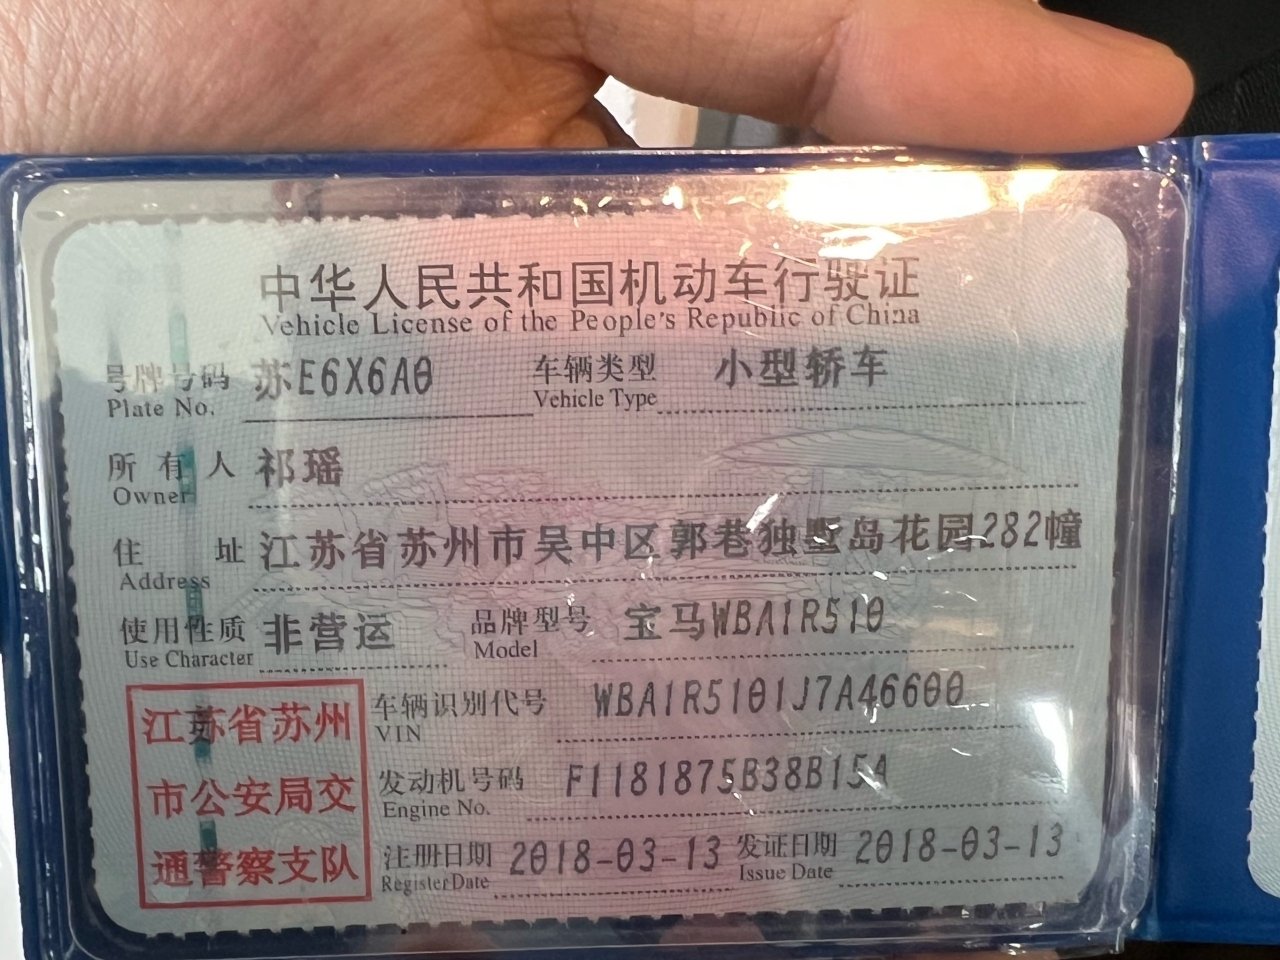 中华人民共和国机动车行驶证
Vehicle License of the People's Republic of China
号牌号码 苏E6X6A0 车辆类型 小型轿车
Plate No. Vehicle Type
所有人 祁瑶
Owner
住址 江苏省苏州市吴中区郭巷独墅岛花园282幢
Address
使用性质 非营运 品牌型号 宝马WBA1R510
Use Character Model
车辆识别代号 WBA1R5101J7A46600
VIN
发动机号码 F1181875B38B15A
Engine No.
注册日期 2018-03-13 发证日期 2018-03-13
Register Date Issue Date
江苏省苏州
市公安局交
通警察支队